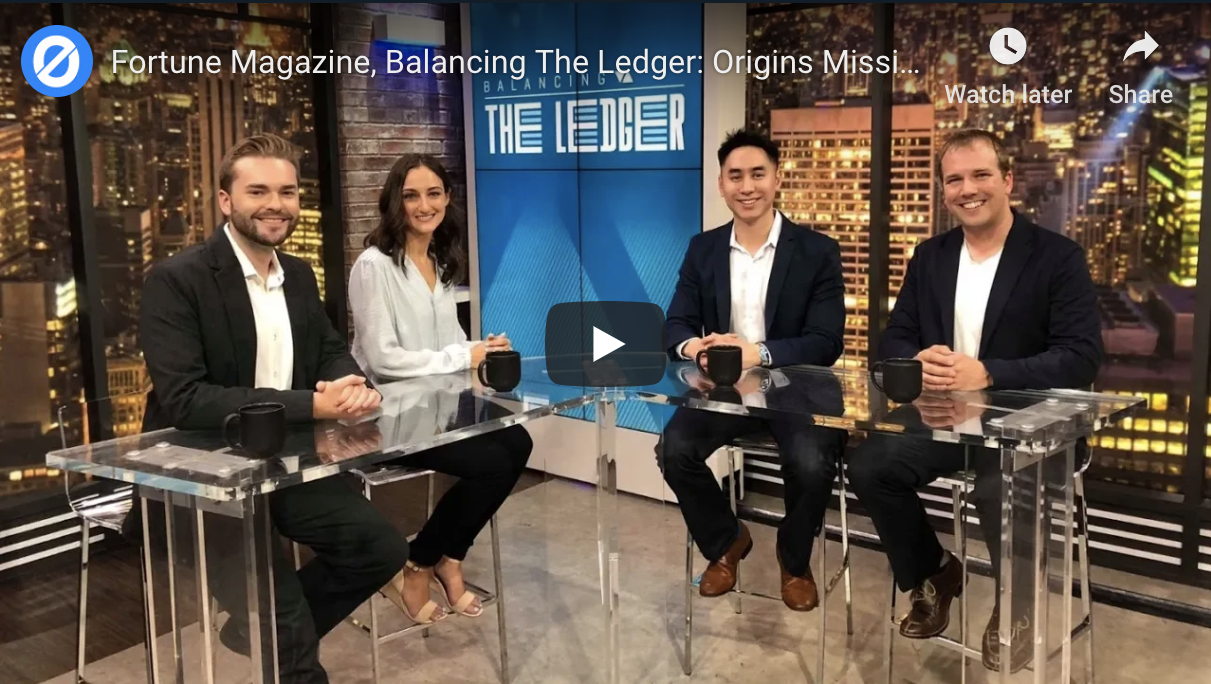 Fortune Magazine, Balancing The Ledger: Origins Missi...
Watch later
Share
BALANCING
THE LEDGER